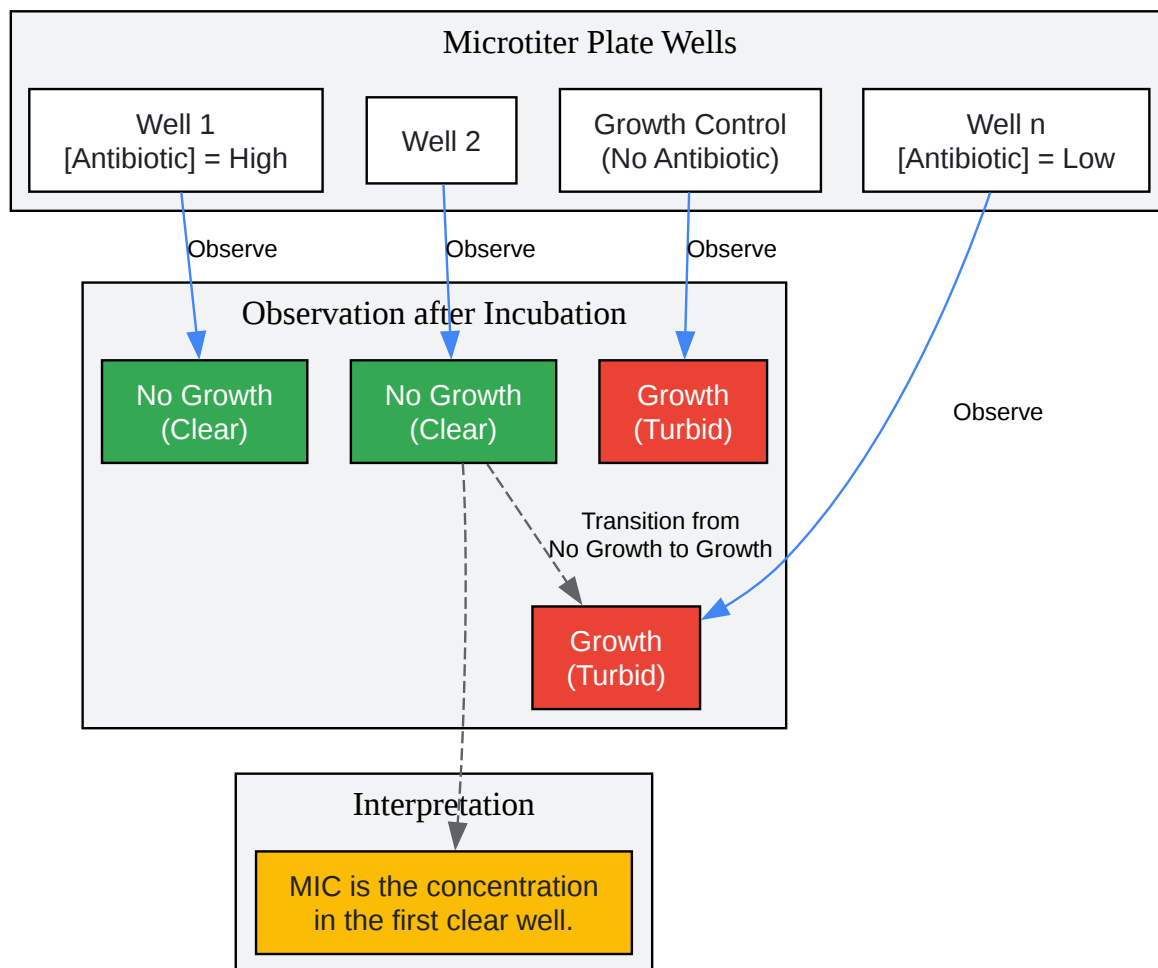 Microtiter Plate Wells
Well 1
[Antibiotic] = High
Well 2
Growth Control
(No Antibiotic)
Well n
[Antibiotic] = Low
Observe
Observe
Observe
Observe
Observation after Incubation
No Growth
(Clear)
No Growth
(Clear)
Growth
(Turbid)
Transition from
No Growth to Growth
Growth
(Turbid)
Interpretation
MIC is the concentration
in the first clear well.